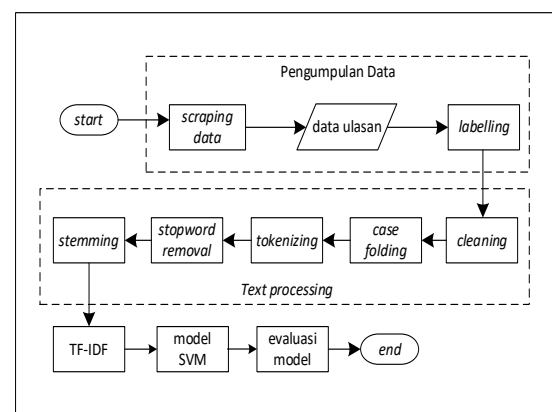 Pengumpulan Data
start
scraping
data
data ulasan
labelling
cleaning
case
folding
tokenizing
stopword
removal
stemming
Text processing
TF-IDF
model
SVM
evaluasi
model
end